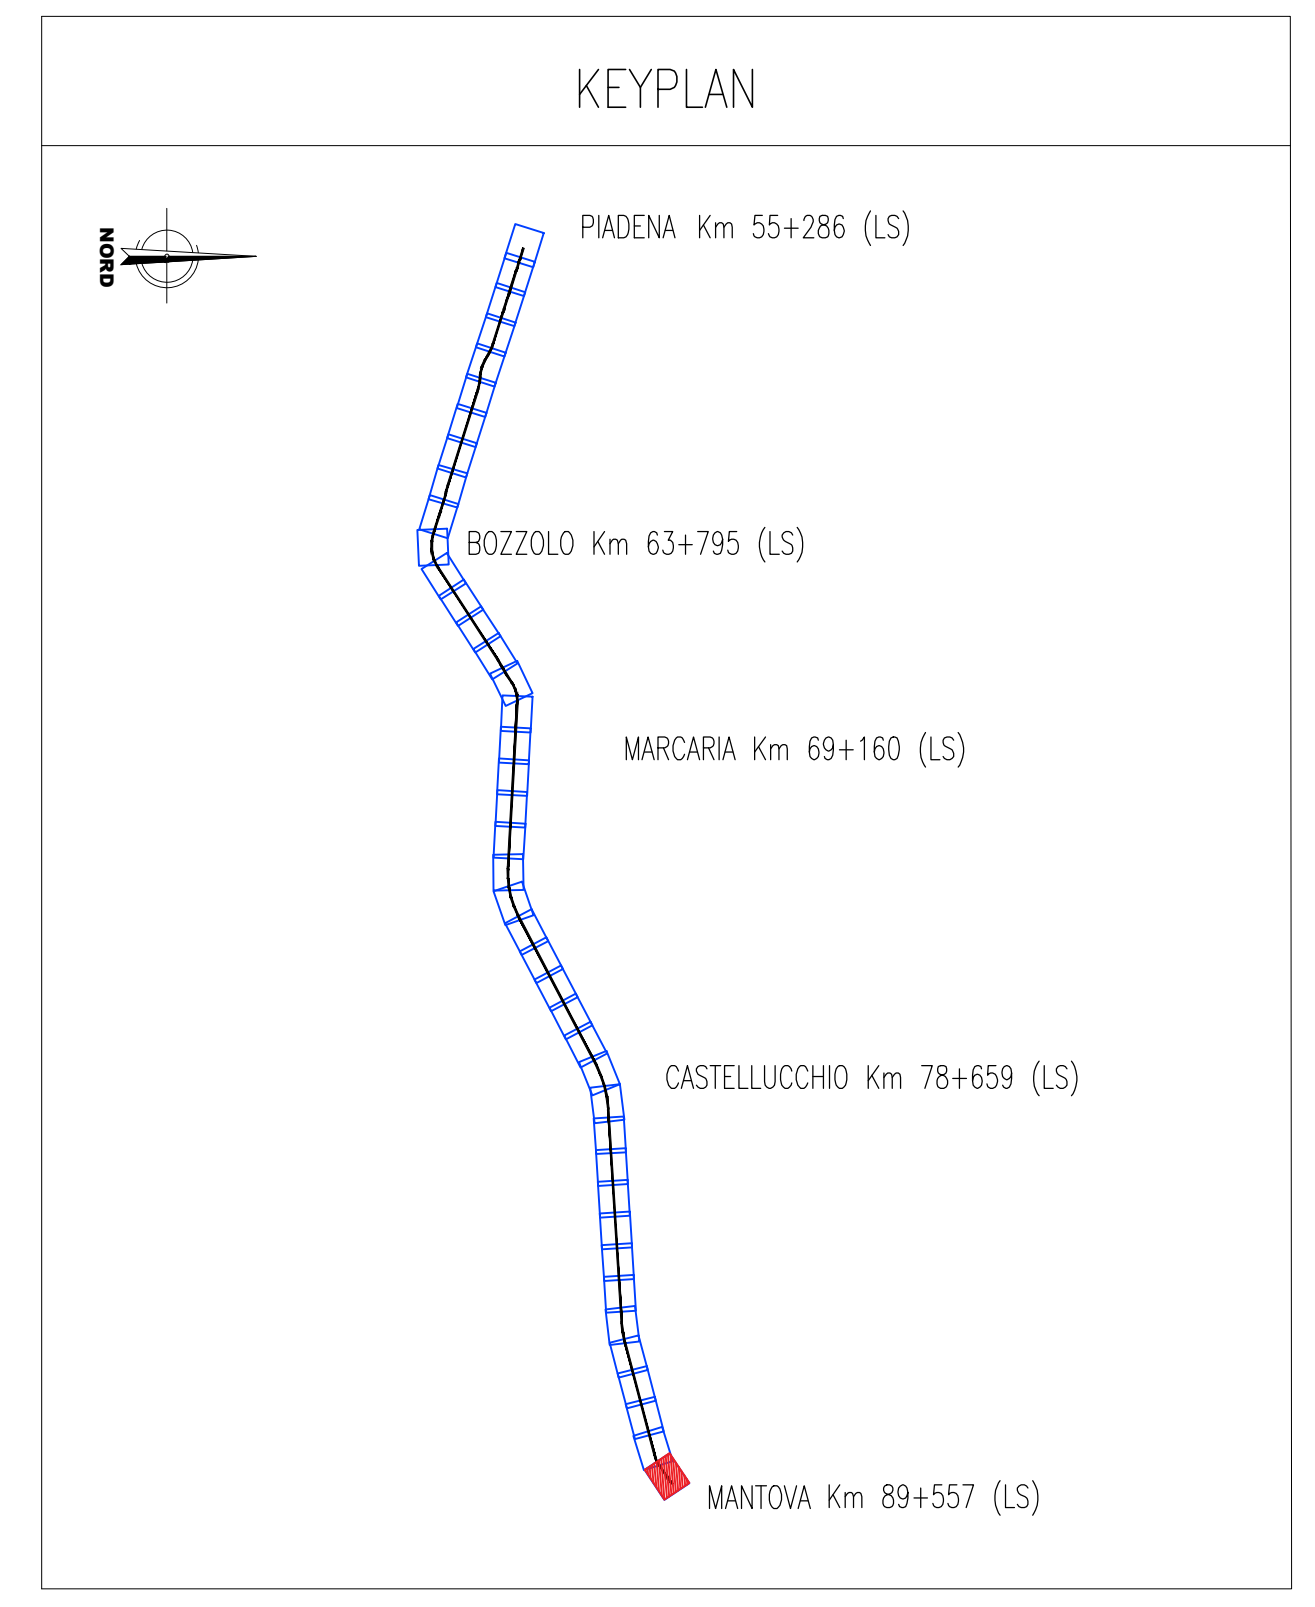 KEYPLAN
NORD
PIADENA Km 55+286 (LS)
BOZZOLO Km 63+795 (LS)
MARCARIA Km 69+160 (LS)
CASTELLUCCHIO Km 78+659 (LS)
MANTOVA Km 89+557 (LS)